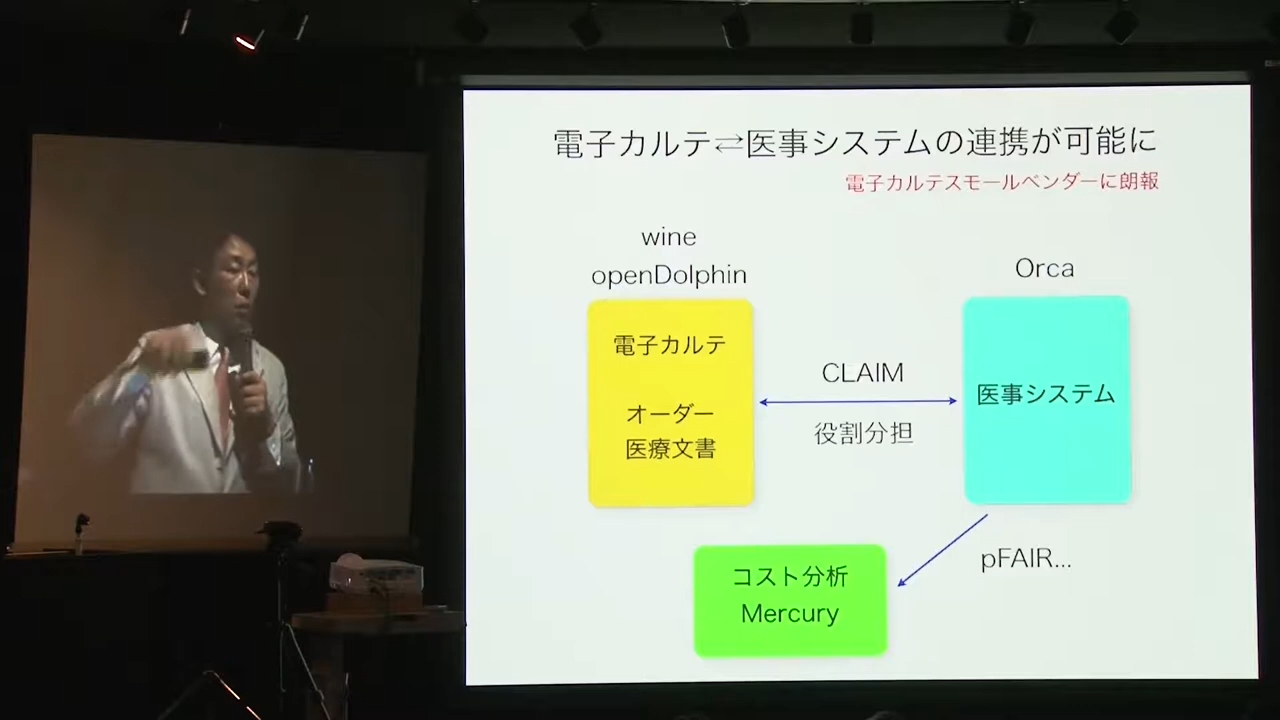 電子カルテ⇄医事システムの連携が可能に
電子カルテスモールベンダーに朗報
wine
openDolphin
電子カルテ
オーダー
医療文書
CLAIM
役割分担
Orca
医事システム
pFAIR...
コスト分析
Mercury